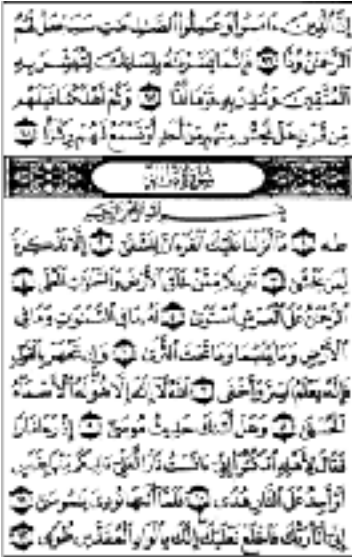 إن الذين ءامنوا وعملوا الصلحت سيجعل لهم
الرحمن ودا ٩٦ فإنما يسرنه بلسانك لتبشر به
المتقين وتنذر به قوما لدا ٩٧ وكم أهلكنا قبلهم
من قرن هل تحس منهم من أحد أو تسمع لهم ركزا ٩٨
بسم الله الرحمن الرحيم
طه ١ ما أنزلنا عليك القرءان لتشقى ٢ إلا تذكرة
لمن يخشى ٣ تنزيلا ممن خلق الأرض والسموت العلى ٤
الرحمن على العرش استوى ٥ له ما في السموت وما في
الأرض وما بينهما وما تحت الثرى ٦ وإن تجهر بالقول
فإنه يعلم السر وأخفى ٧ الله لا إله إلا هو له الأسماء
الحسنى ٨ وهل أتىك حديث موسى ٩ إذ رءا نارا
فقال لأهله امكثوا إني ءانست نارا لعلي ءاتيكم منها بقبس
أو أجد على النار هدى ١٠ فلما أتىها نودي يموسى ١١
إني أنا ربك فاخلع نعليك إنك بالواد المقدس طوى ١٢